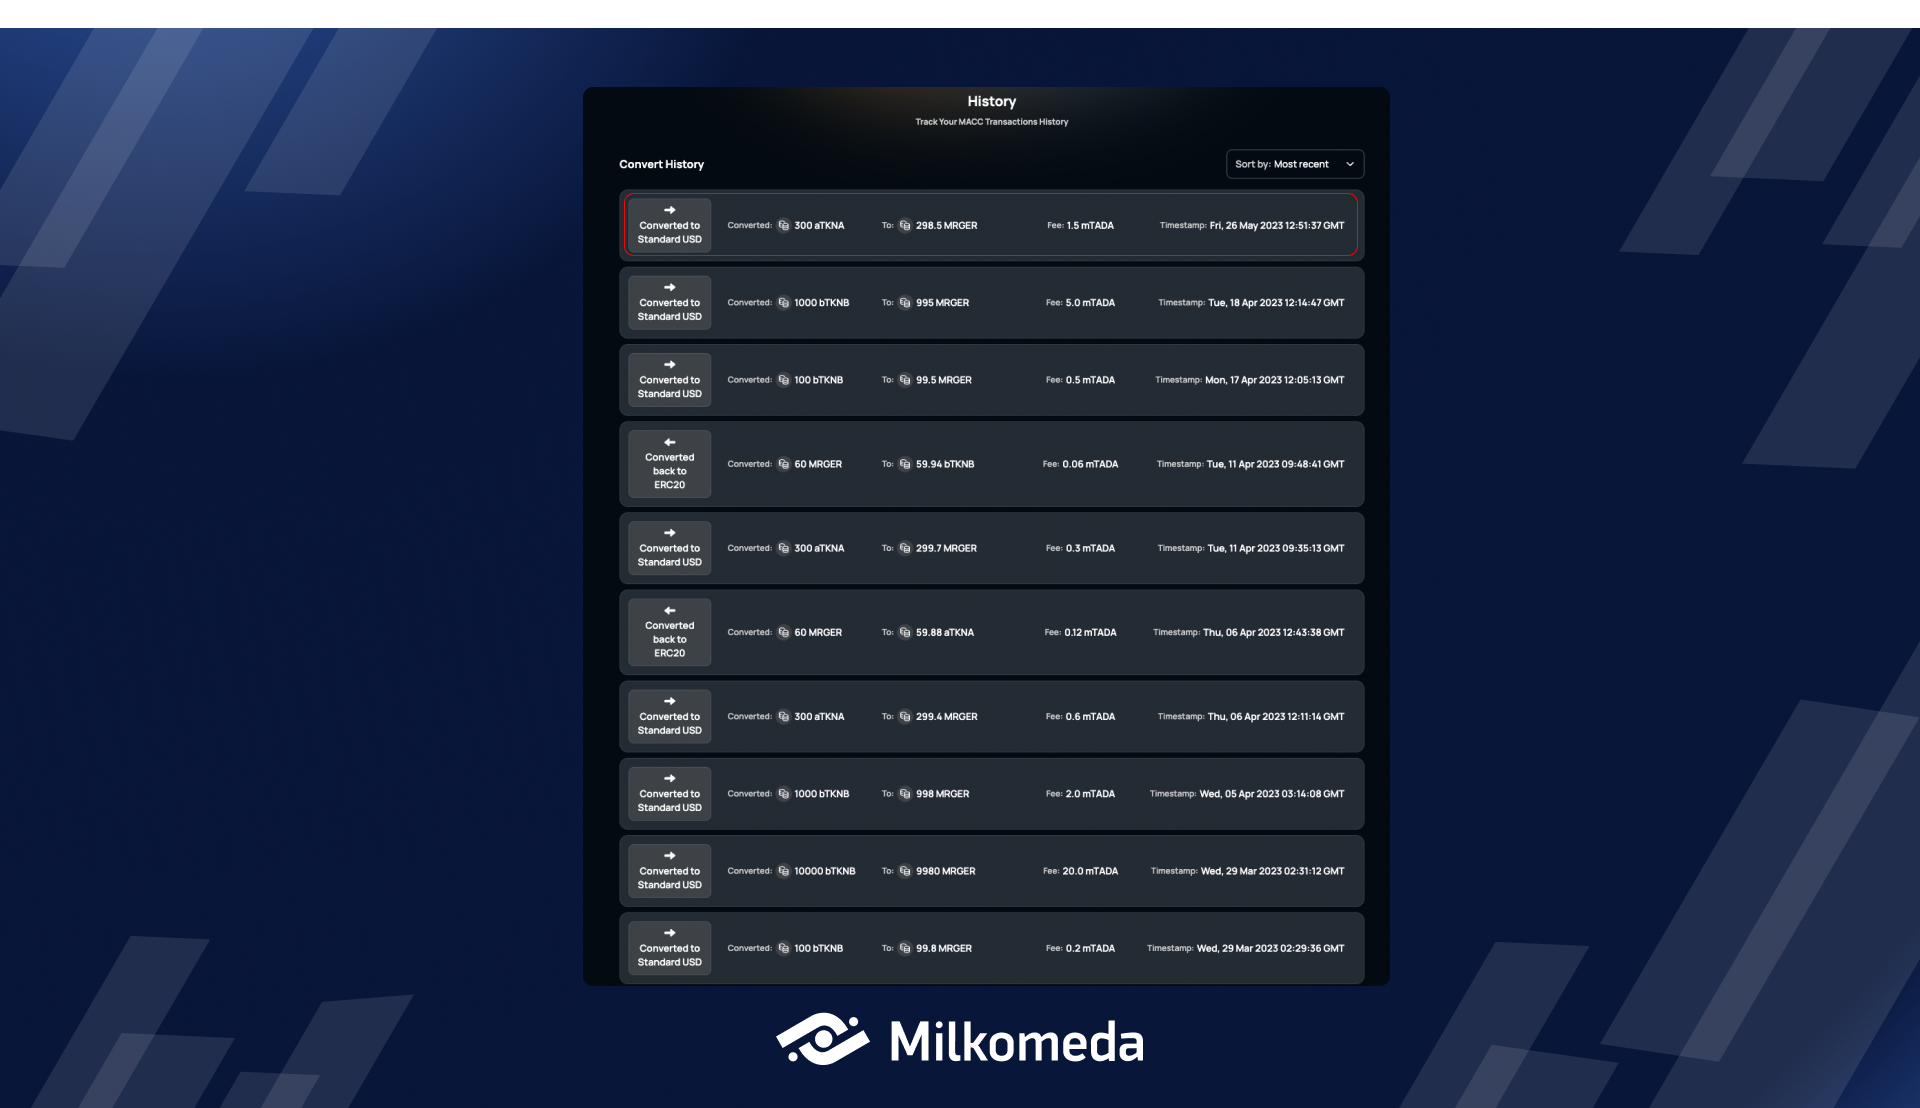 History
Track Your MACC Transactions History
Convert History
Sort by: Most recent
Converted to
Standard USD
Converted: 300 aTKNA To: 298.5 MRGER Fee: 1.5 mTADA Timestamp: Fri, 26 May 2023 12:51:37 GMT
Converted to
Standard USD
Converted: 1000 bTKNB To: 995 MRGER Fee: 5.0 mTADA Timestamp: Tue, 18 Apr 2023 12:14:47 GMT
Converted to
Standard USD
Converted: 100 bTKNB To: 99.5 MRGER Fee: 0.5 mTADA Timestamp: Mon, 17 Apr 2023 12:05:13 GMT
Converted
back to
ERC20
Converted: 60 MRGER To: 59.94 bTKNB Fee: 0.06 mTADA Timestamp: Tue, 11 Apr 2023 09:48:41 GMT
Converted to
Standard USD
Converted: 300 aTKNA To: 299.7 MRGER Fee: 0.3 mTADA Timestamp: Tue, 11 Apr 2023 09:35:13 GMT
Converted
back to
ERC20
Converted: 60 MRGER To: 59.88 aTKNA Fee: 0.12 mTADA Timestamp: Thu, 06 Apr 2023 12:43:38 GMT
Converted to
Standard USD
Converted: 300 aTKNA To: 299.4 MRGER Fee: 0.6 mTADA Timestamp: Thu, 06 Apr 2023 12:11:14 GMT
Converted to
Standard USD
Converted: 1000 bTKNB To: 998 MRGER Fee: 2.0 mTADA Timestamp: Wed, 05 Apr 2023 03:14:08 GMT
Converted to
Standard USD
Converted: 10000 bTKNB To: 9980 MRGER Fee: 20.0 mTADA Timestamp: Wed, 29 Mar 2023 02:31:12 GMT
Converted to
Standard USD
Converted: 100 bTKNB To: 99.8 MRGER Fee: 0.2 mTADA Timestamp: Wed, 29 Mar 2023 02:29:36 GMT
Milkomeda